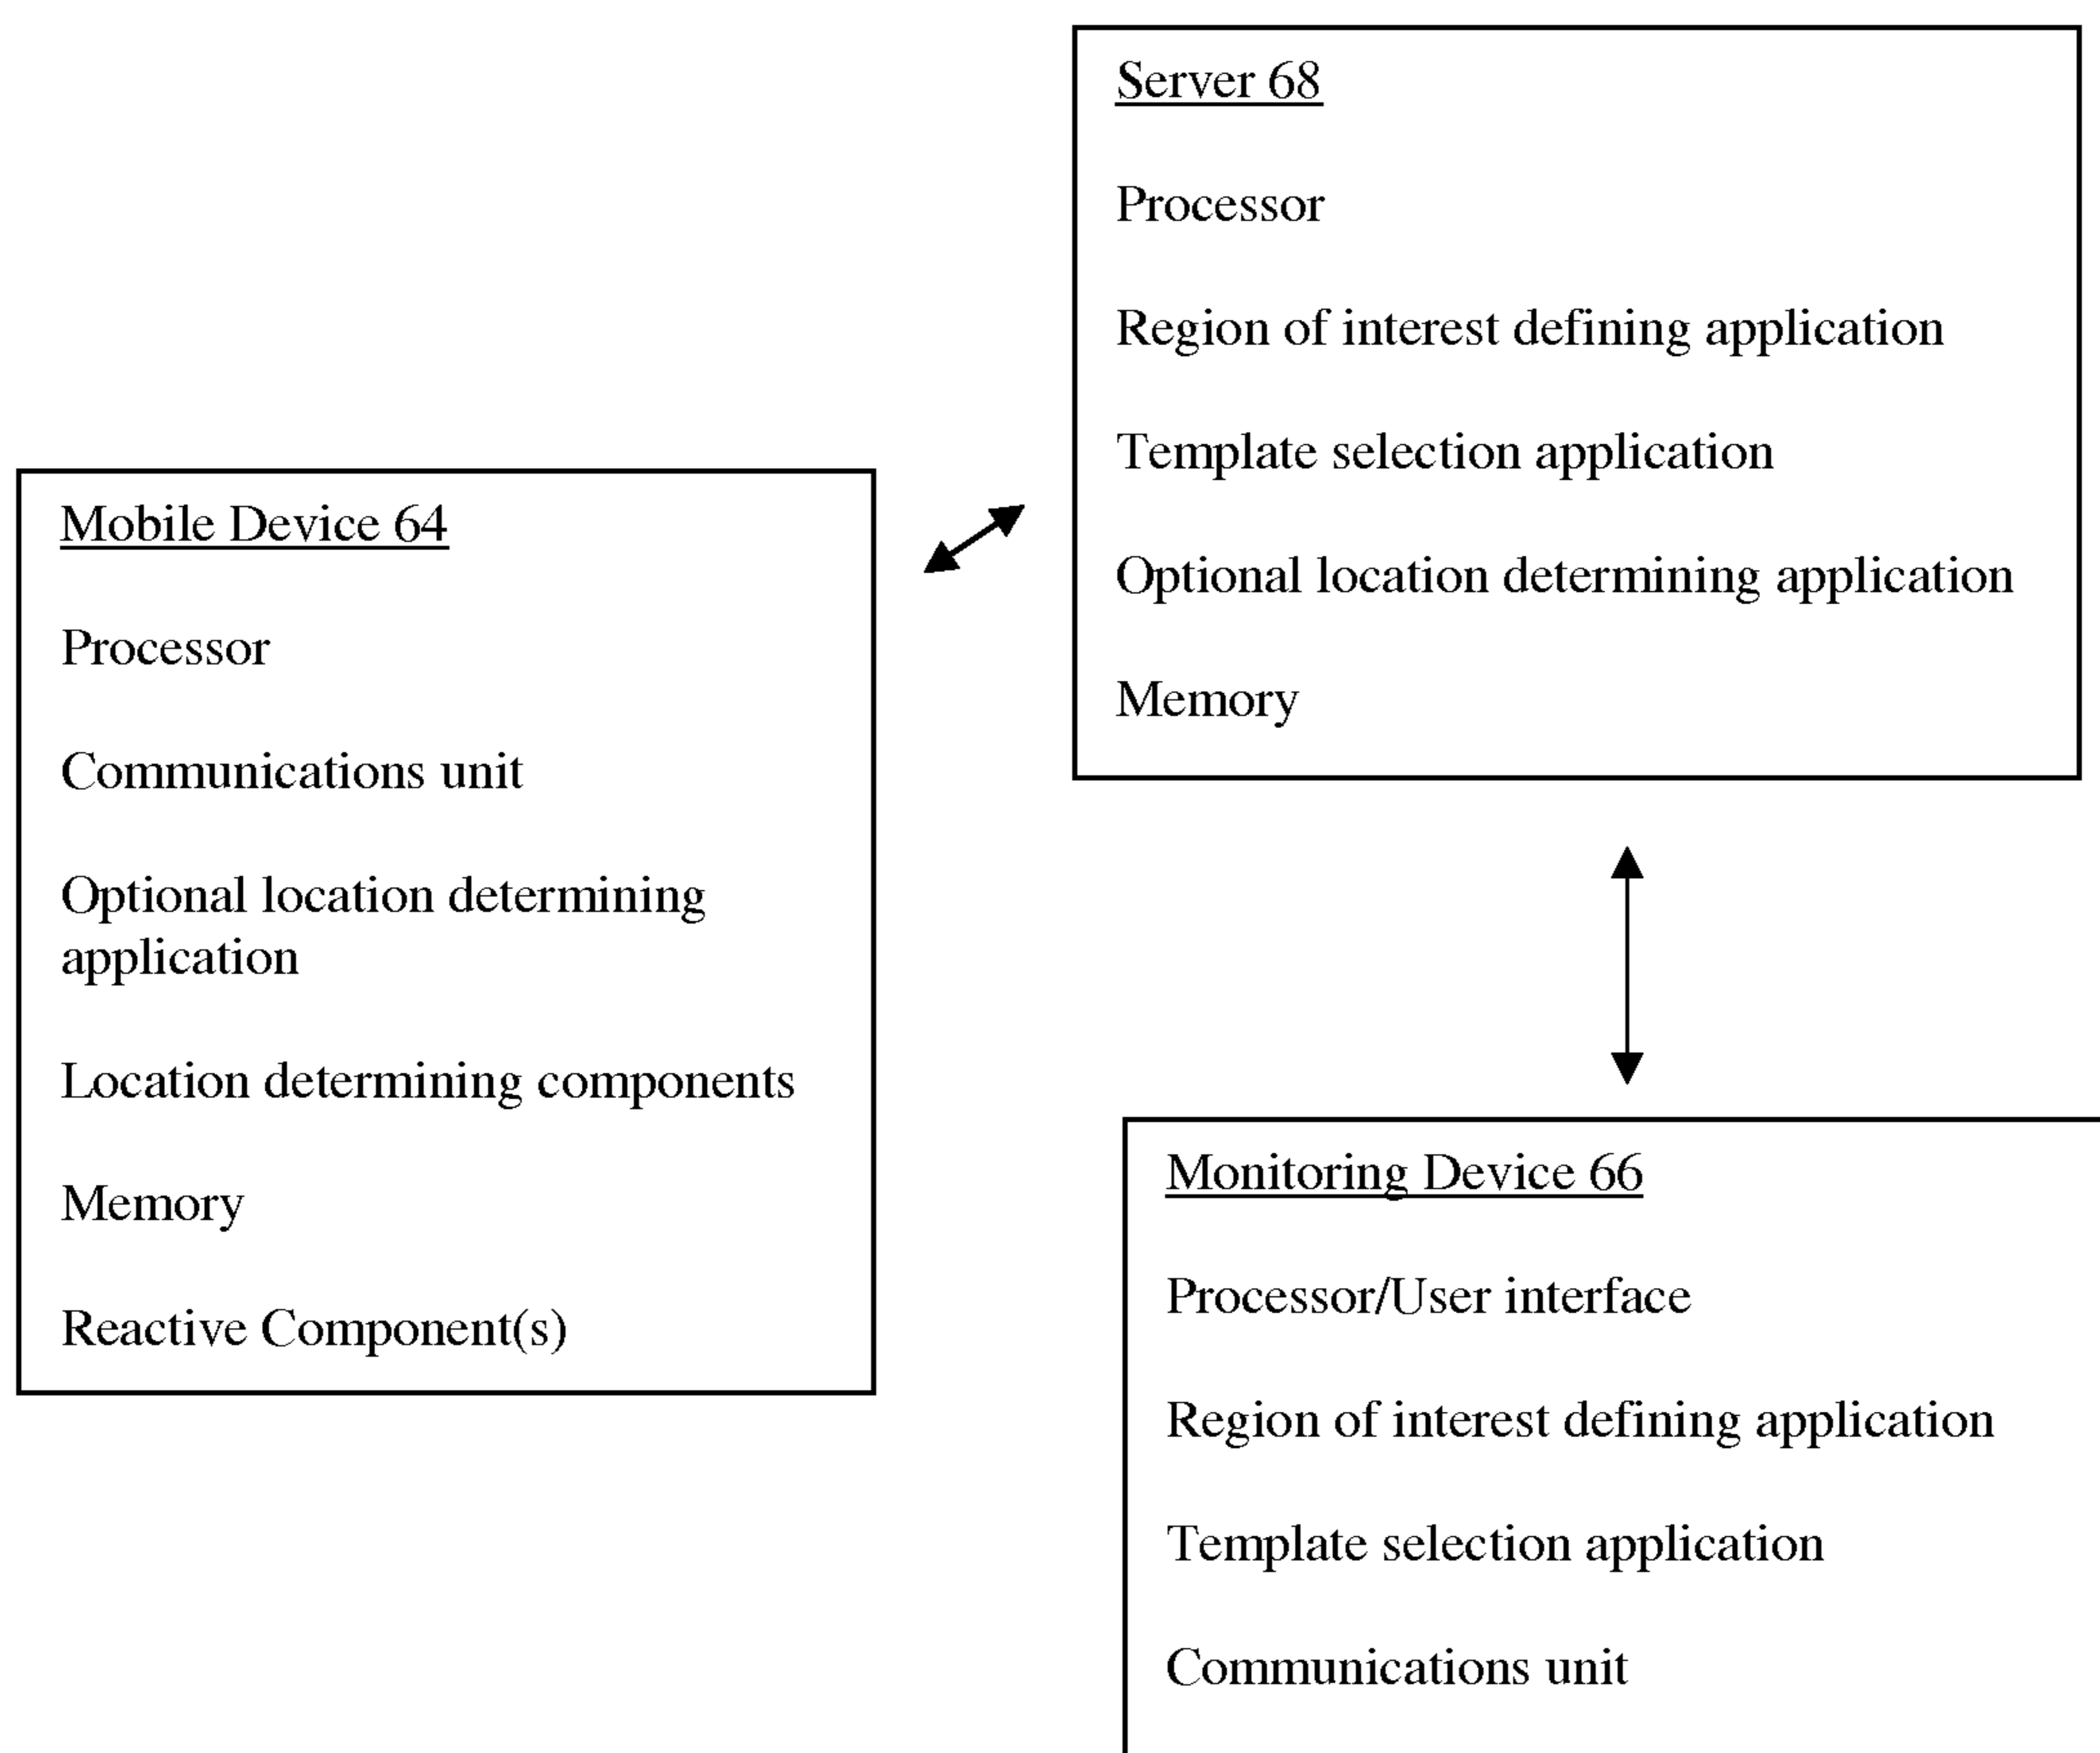 Server 68
Processor
Region of interest defining application
Template selection application
Optional location determining application
Memory
Mobile Device 64
Processor
Communications unit
Optional location determining
application
Location determining components
Memory
Reactive Component(s)
Monitoring Device 66
Processor/User interface
Region of interest defining application
Template selection application
Communications unit